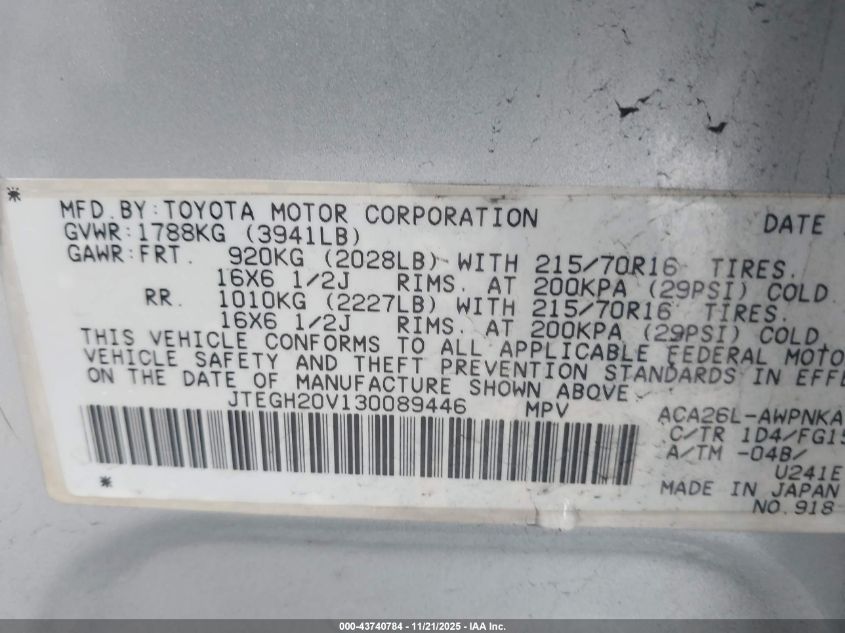 MFD. BY: TOYOTA MOTOR CORPORATION DATE
GVWR: 1788KG (3941LB)
GAWR: FRT. 920KG (2028LB) WITH 215/70R16 TIRES.
16X6 1/2J RIMS. AT 200KPA (29PSI) COLD.
RR. 1010KG (2227LB) WITH 215/70R16 TIRES.
16X6 1/2J RIMS. AT 200KPA (29PSI) COLD
THIS VEHICLE CONFORMS TO ALL APPLICABLE FEDERAL MOTO
VEHICLE SAFETY AND THEFT PREVENTION STANDARDS IN EFFE
ON THE DATE OF MANUFACTURE SHOWN ABOVE.
JTEGH20V130089446 MPV
ACA26L-AWPNKA
C/TR 1D4/FG15
A/TM -04B/
U241E
MADE IN JAPAN
NO. 918
000-43740784 - 11/21/2025 - IAA Inc.